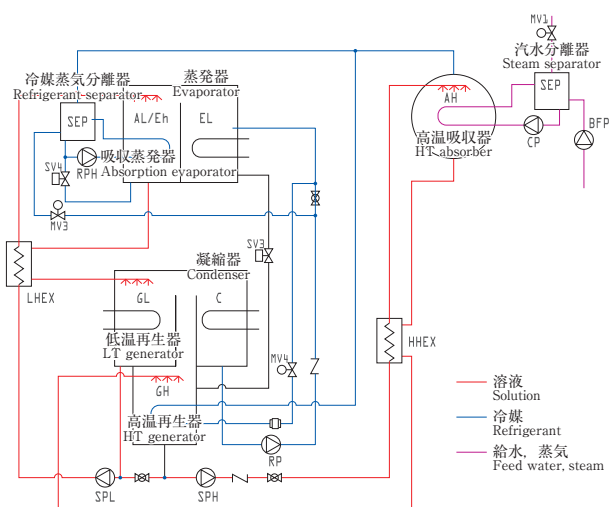 MV1
汽水分離器
Steam separator
SEP
BFP
CP
冷媒蒸気分離器
Refrigerant-separator
SEP
SV4
RPH
MV3
蒸発器
Evaporator
AL/Eh
EL
吸収蒸発器
Absorption evaporator
AH
高温吸収器
HT absorber
LHEX
SV3
凝縮器
Condenser
GL
C
低温再生器
LT generator
MV4
GH
高温再生器
HT generator
RP
HHEX
SPL
SPH
溶液
Solution
冷媒
Refrigerant
給水，蒸気
Feed water, steam